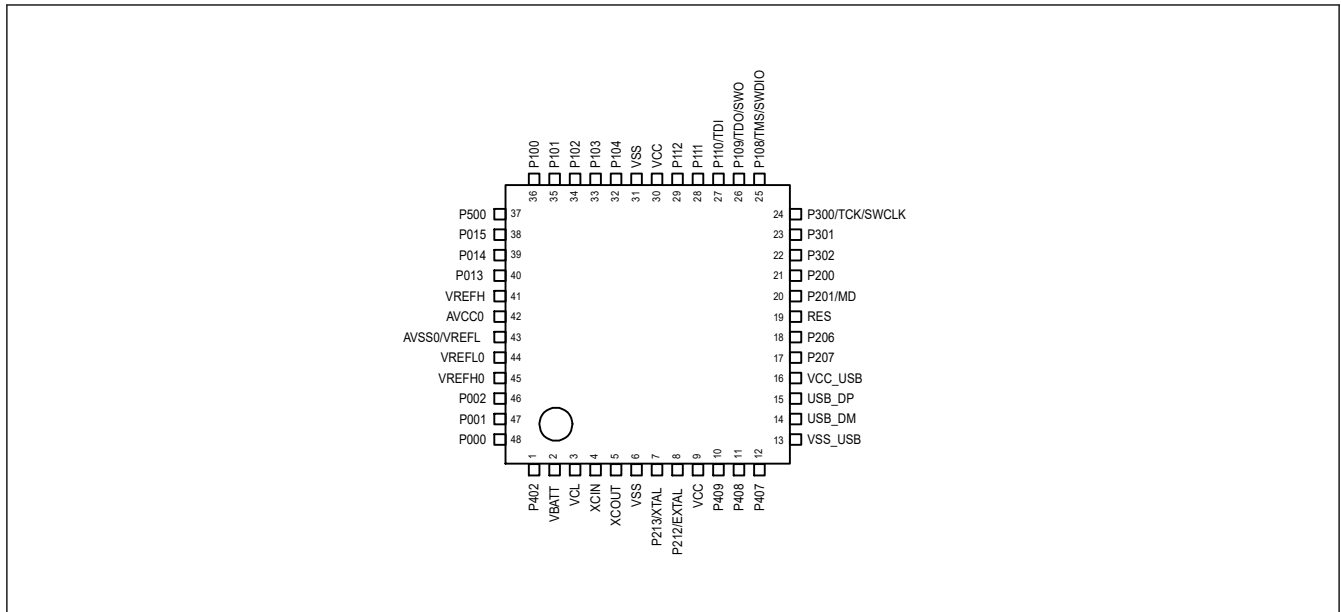 P100
P101
P102
P103
P104
VSS
VCC
P112
P111
P110/TDI
P109/TDO/SWO
P108/TMS/SWDIO
36
35
34
33
32
31
30
29
28
27
26
25
P500 37
P015 38
P014 39
P013 40
VREFH 41
AVCC0 42
AVSS0/VREFL 43
VREFL0 44
VREFH0 45
P002 46
P001 47
P000 48
24 P300/TCK/SWCLK
23 P301
22 P302
21 P200
20 P201/MD
19 RES
18 P206
17 P207
16 VCC_USB
15 USB_DP
14 USB_DM
13 VSS_USB
1
2
3
4
5
6
7
8
9
10
11
12
P402
VBATT
VCL
XCIN
XCOUT
VSS
P213/XTAL
P212/EXTAL
VCC
P409
P408
P407